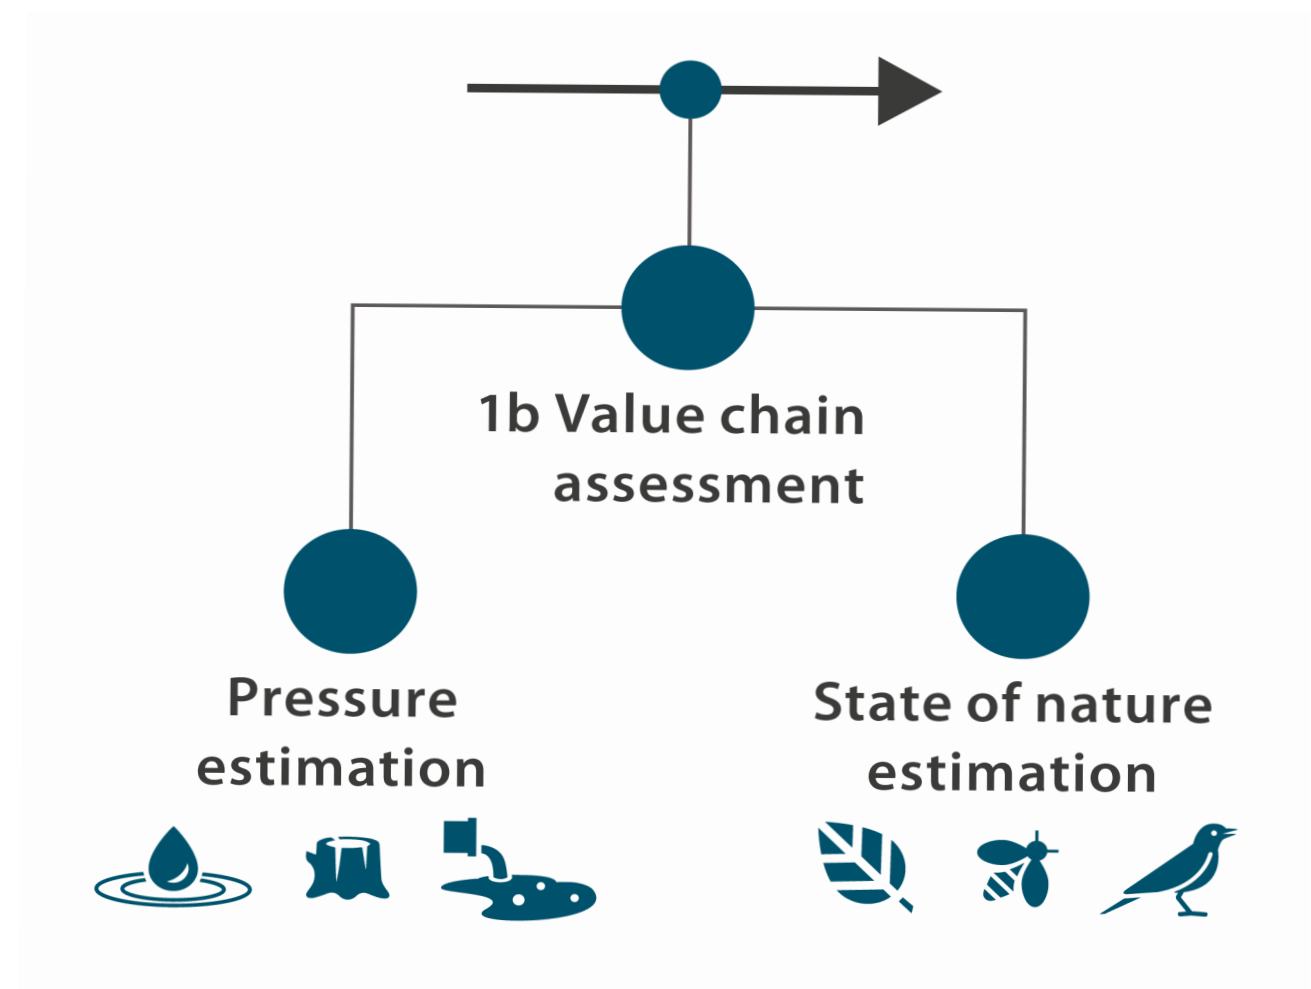 1b Value chain
assessment
Pressure
estimation
State of nature
estimation